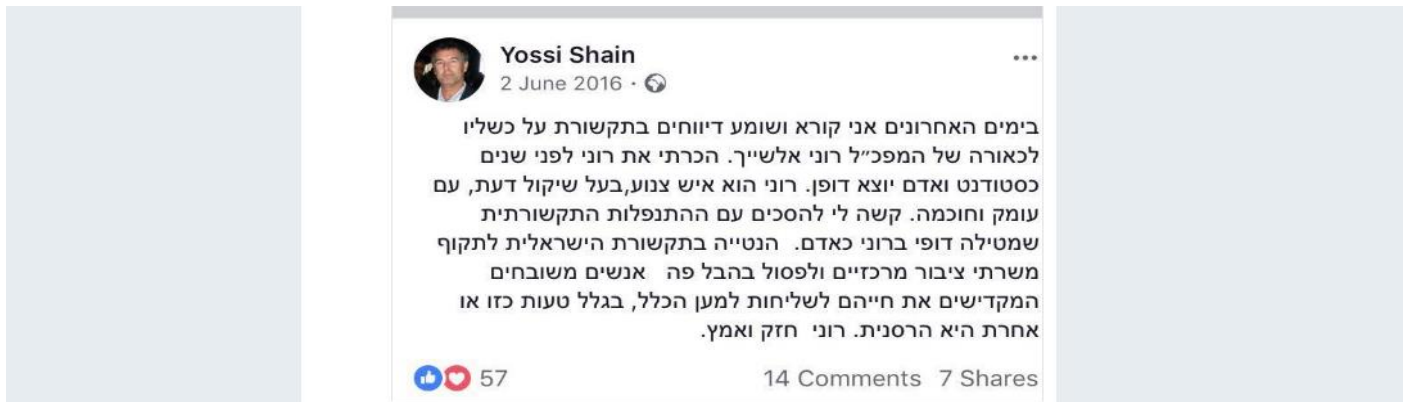 Yossi Shain
2 June 2016
בימים האחרונים אני קורא ושומע דיווחים בתקשורת על כשליו
לכאורה של המפכ״ל רוני אלשייך. הכרתי את רוני לפני שנים
כסטודנט ואדם יוצא דופן. רוני הוא איש צנוע,בעל שיקול דעת, עם
עומק וחוכמה. קשה לי להסכים עם ההתנפלות התקשורתית
שמטילה דופי ברוני כאדם. הנטייה בתקשורת הישראלית לתקוף
משרתי ציבור מרכזיים ולפסול בהבל פה אנשים משובחים
המקדישים את חייהם לשליחות למען הכלל, בגלל טעות כזו או
אחרת היא הרסנית. רוני חזק ואמץ.
57 14 Comments 7 Shares